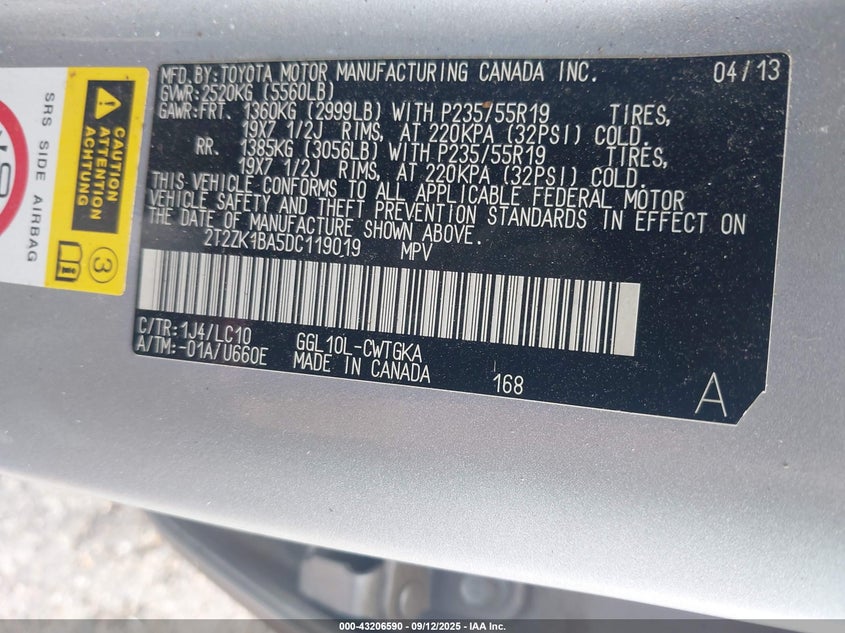 MFD.BY:TOYOTA MOTOR MANUFACTURING CANADA INC. 04/13
GVWR:2520KG (5560LB)
GAWR:FRT. 1360KG (2999LB) WITH P235/55R19 TIRES,
19X7 1/2J RIMS, AT 220KPA (32PSI) COLD.
RR. 1385KG (3056LB) WITH P235/55R19 TIRES,
19X7 1/2J RIMS, AT 220KPA (32PSI) COLD.
THIS VEHICLE CONFORMS TO ALL APPLICABLE FEDERAL MOTOR
VEHICLE SAFETY AND THEFT PREVENTION STANDARDS IN EFFECT ON
THE DATE OF MANUFACTURE SHOWN ABOVE.
2T2ZK1BA5DC119019 MPV
C/TR:1J4/LC10 GGL10L-CWTGKA
A/TM:-01A/U660E MADE IN CANADA 168
A
SRS SIDE AIRBAG
CAUTION
ATTENTION
ACHTUNG
3
000-43206590 - 09/12/2025 - IAA Inc.